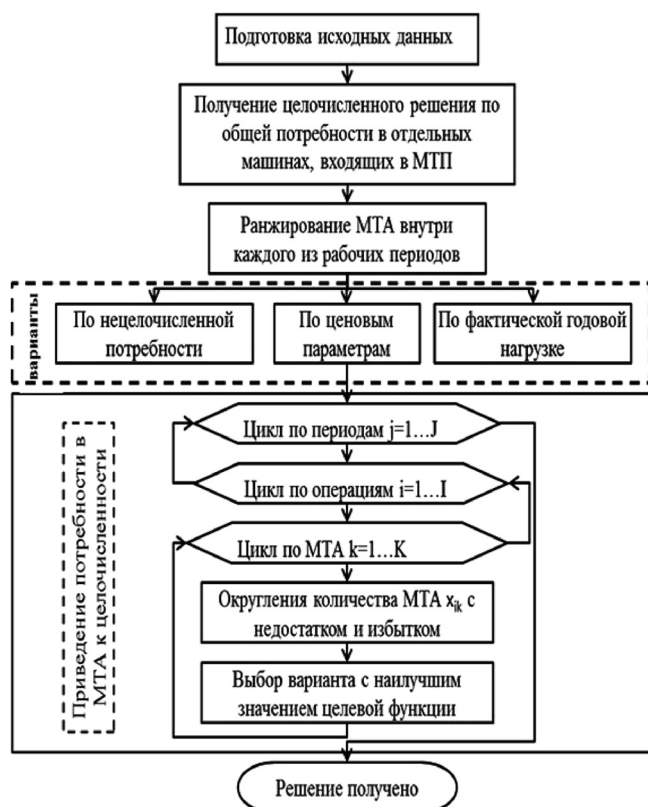 Подготовка исходных данных
Получение целочисленного решения по
общей потребности в отдельных
машинах, входящих в МТП
Ранжирование МТА внутри
каждого из рабочих периодов
варианты
По нецелочисленной
потребности
По ценовым
параметрам
По фактической годовой
нагрузке
Приведение потребности в
МТА к целочисленности
Цикл по периодам j=1...J
Цикл по операциям i=1...I
Цикл по МТА k=1...K
Округления количества МТА xik с
недостатком и избытком
Выбор варианта с наилучшим
значением целевой функции
Решение получено